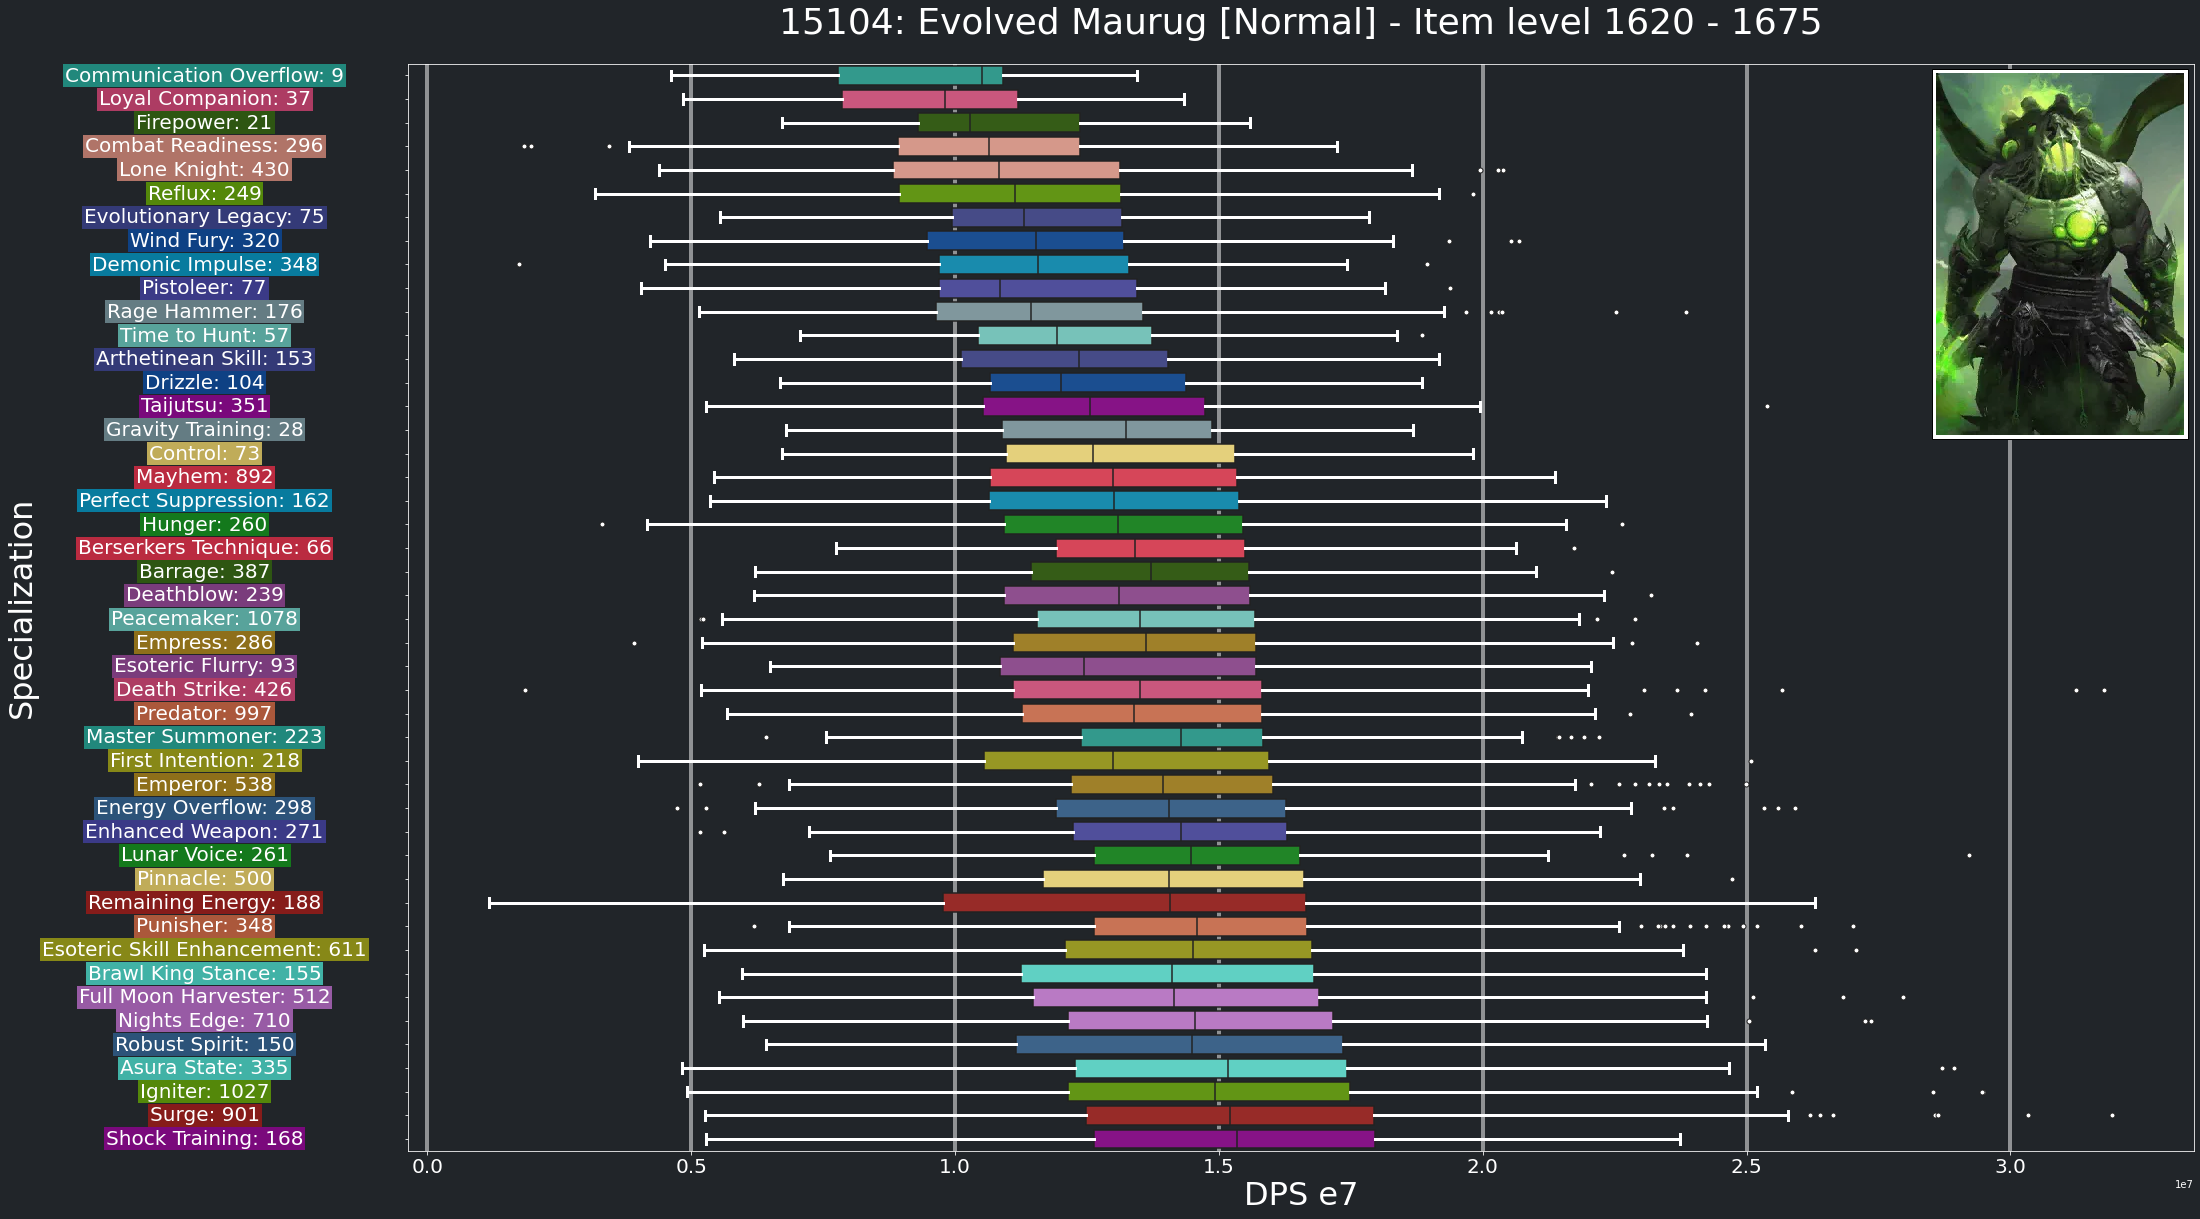 15104: Evolved Maurug [Normal] - Item level 1620 - 1675
Specialization
Communication Overflow: 9
Loyal Companion: 37
Firepower: 21
Combat Readiness: 296
Lone Knight: 430
Reflux: 249
Evolutionary Legacy: 75
Wind Fury: 320
Demonic Impulse: 348
Pistoleer: 77
Rage Hammer: 176
Time to Hunt: 57
Arthetinean Skill: 153
Drizzle: 104
Taijutsu: 351
Gravity Training: 28
Control: 73
Mayhem: 892
Perfect Suppression: 162
Hunger: 260
Berserkers Technique: 66
Barrage: 387
Deathblow: 239
Peacemaker: 1078
Empress: 286
Esoteric Flurry: 93
Death Strike: 426
Predator: 997
Master Summoner: 223
First Intention: 218
Emperor: 538
Energy Overflow: 298
Enhanced Weapon: 271
Lunar Voice: 261
Pinnacle: 500
Remaining Energy: 188
Punisher: 348
Esoteric Skill Enhancement: 611
Brawl King Stance: 155
Full Moon Harvester: 512
Nights Edge: 710
Robust Spirit: 150
Asura State: 335
Igniter: 1027
Surge: 901
Shock Training: 168
0.0 0.5 1.0 1.5 2.0 2.5 3.0
DPS e7
1e7